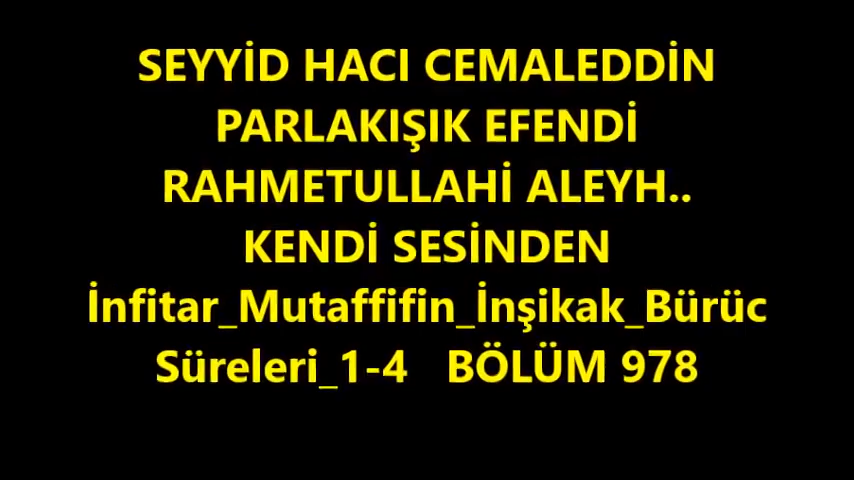 SEYYİD HACI CEMALEDDİN
PARLAKIŞIK EFENDİ
RAHMETULLAHİ ALEYH..
KENDİ SESİNDEN
İnfitar_Mutaffifin_İnşikak_Bürüc
Süreleri_1-4 BÖLÜM 978